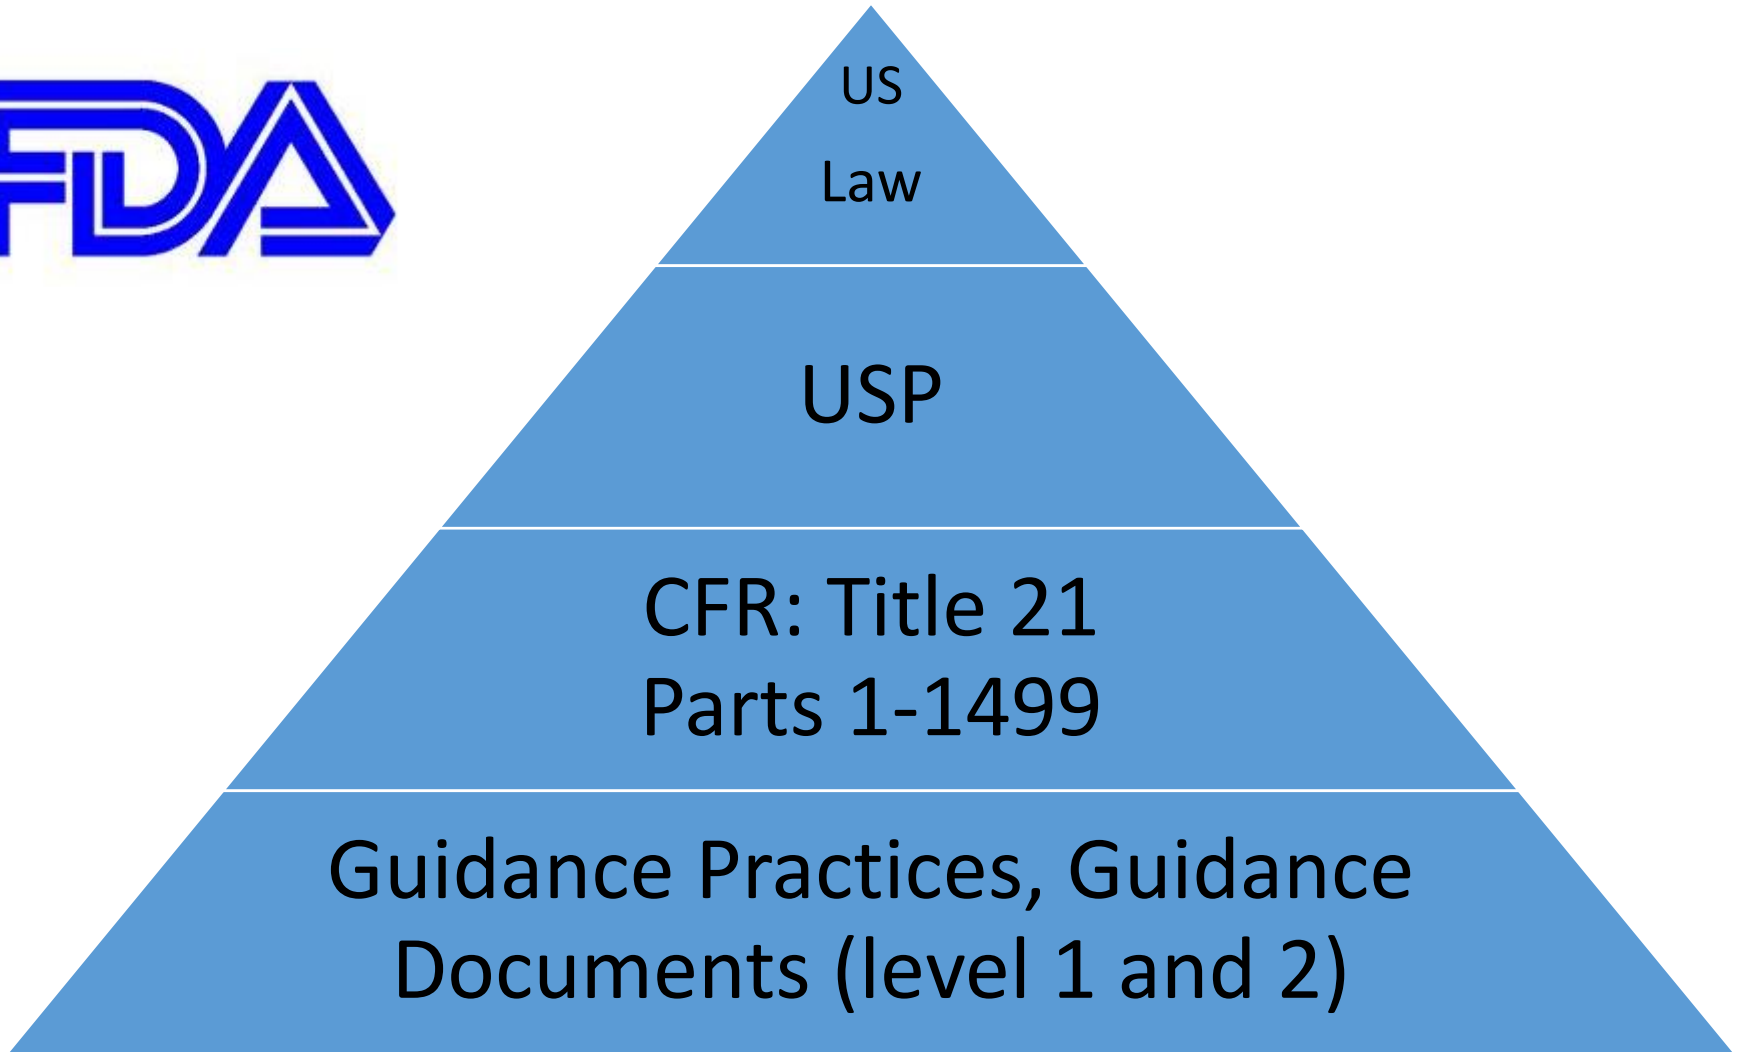 FDA
US
Law
USP
CFR: Title 21
Parts 1-1499
Guidance Practices, Guidance
Documents (level 1 and 2)